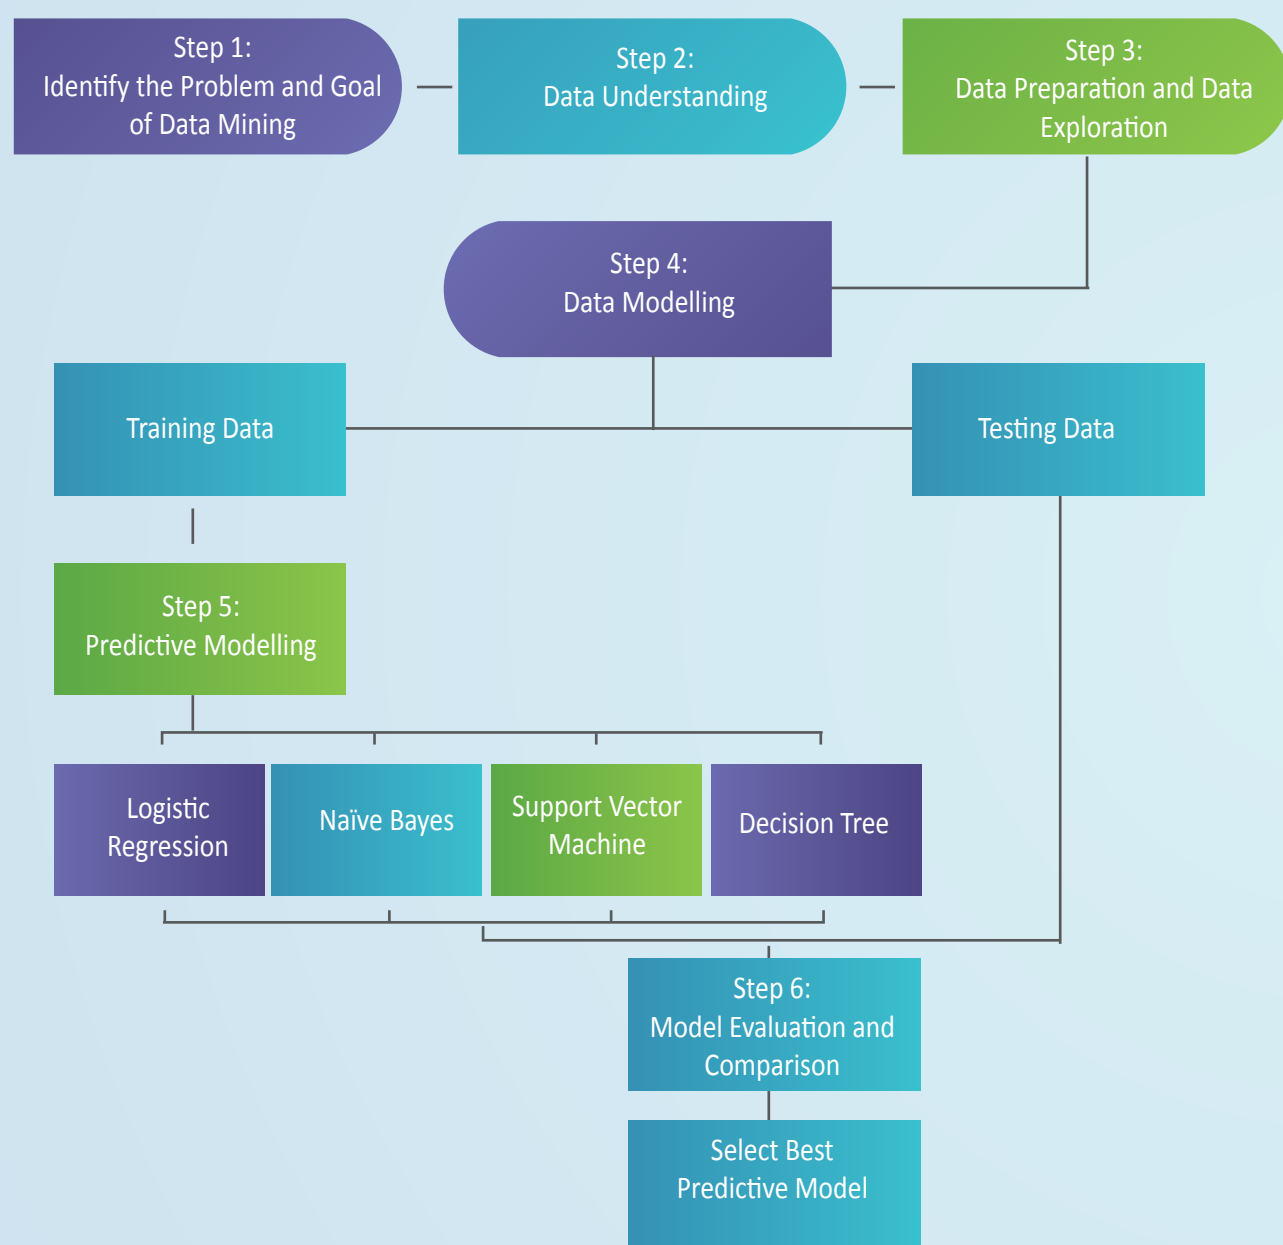 Step 1:
Identify the Problem and Goal
of Data Mining
Step 2:
Data Understanding
Step 3:
Data Preparation and Data
Exploration
Step 4:
Data Modelling
Training Data
Testing Data
Step 5:
Predictive Modelling
Logistic
Regression
Naïve Bayes
Support Vector
Machine
Decision Tree
Step 6:
Model Evaluation and
Comparison
Select Best
Predictive Model